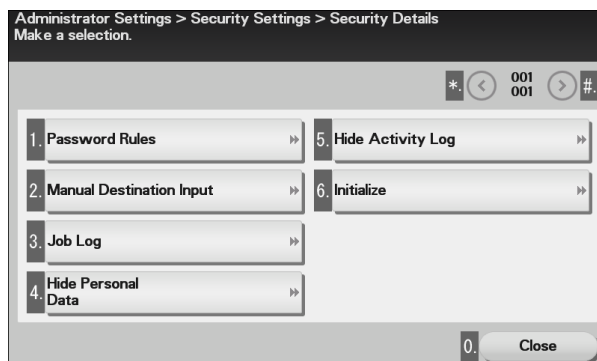 Administrator Settings > Security Settings > Security Details
Make a selection.
*. 001 #.
001
1. Password Rules
5. Hide Activity Log
2. Manual Destination Input
6. Initialize
3. Job Log
4. Hide Personal
Data
0. Close